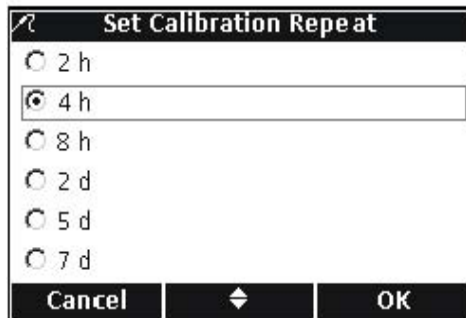 Set Calibration Repeat
2 h
4 h
8 h
2 d
5 d
7 d
Cancel OK